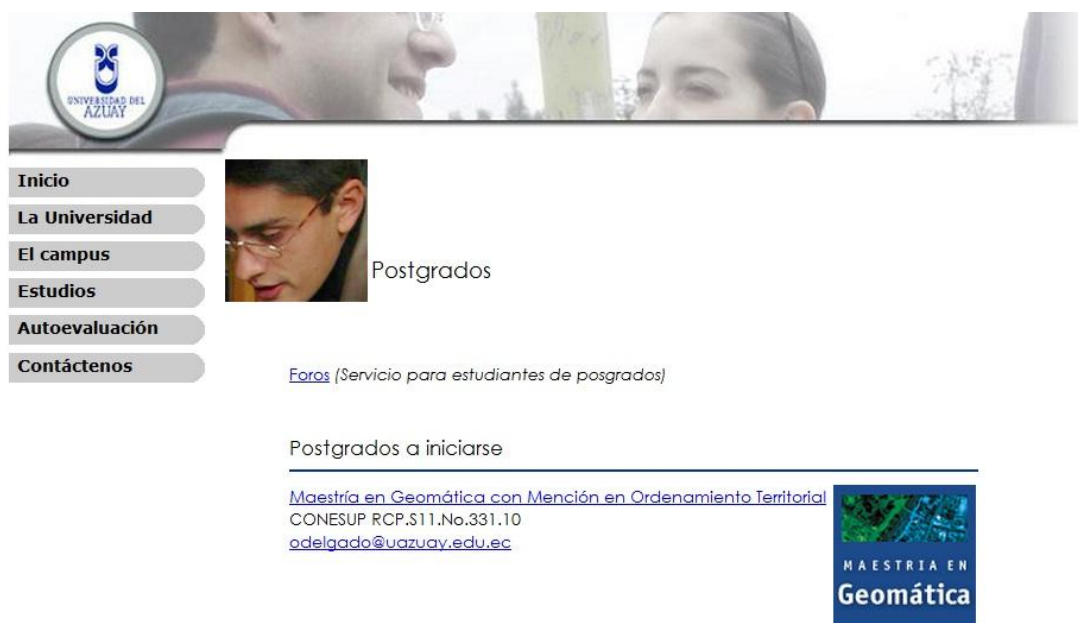 UNIVERSIDAD DEL
AZUAY
Inicio
La Universidad
El campus
Estudios
Autoevaluación
Contáctenos
Postgrados
Foros (Servicio para estudiantes de posgrados)
Postgrados a iniciarse
Maestría en Geomática con Mención en Ordenamiento Territorial
CONESUP RCP.S11.No.331.10
odelgado@uazuay.edu.ec
MAESTRIA EN
Geomática